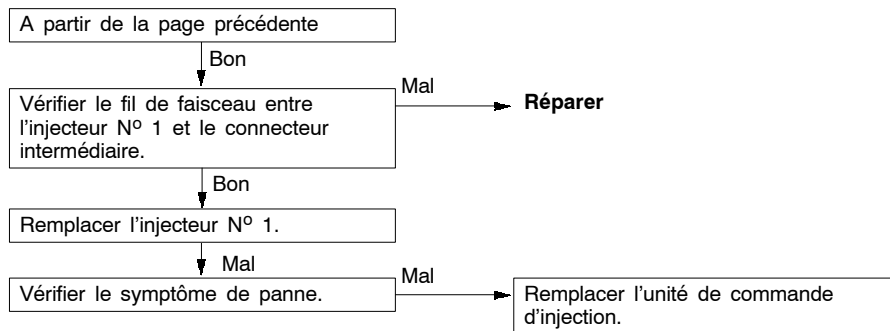 A partir de la page précédente
Bon
Vérifier le fil de faisceau entre
l'injecteur Nº 1 et le connecteur
intermédiaire.
Mal
Réparer
Bon
Remplacer l'injecteur Nº 1.
Mal
Vérifier le symptôme de panne.
Mal
Remplacer l'unité de commande
d'injection.